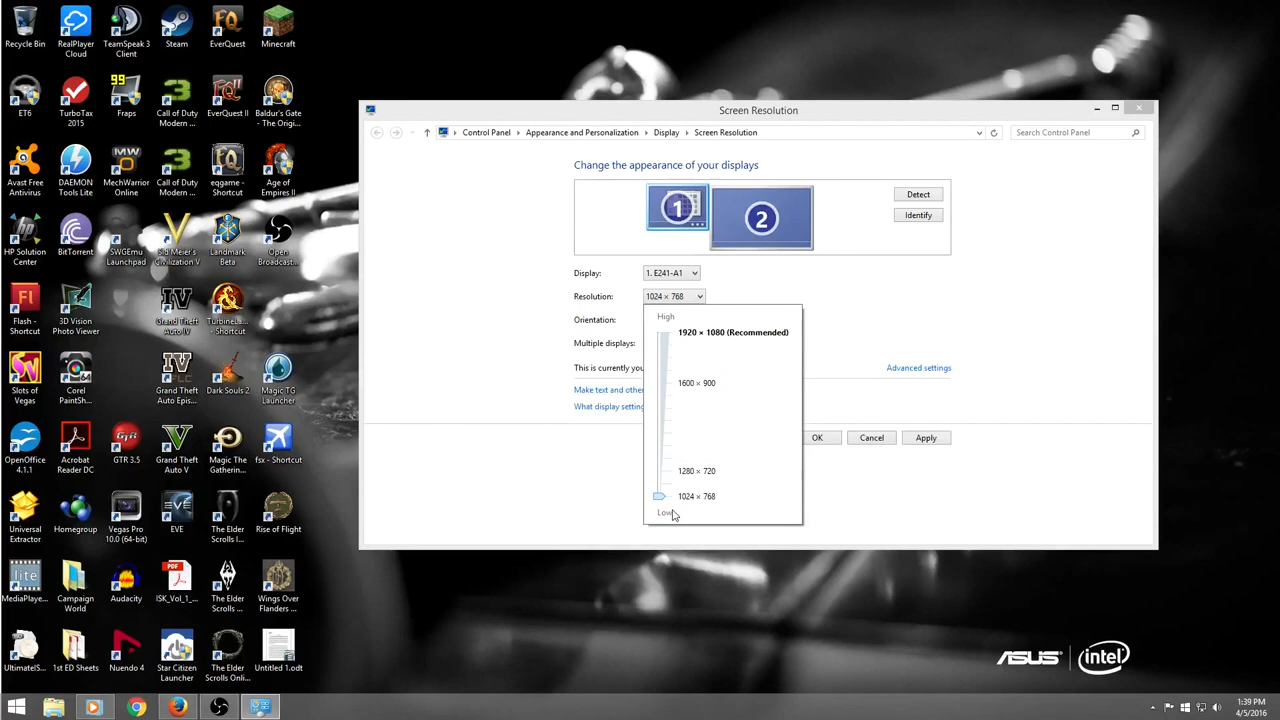 Recycle Bin
RealPlayer
Cloud
TeamSpeak 3
Client
Steam
EverQuest
Minecraft
ET6
TurboTax
2015
99
Fraps
3
Call of Duty
Modern ...
EverQuest II
Baldur's Gate
- The Origi...
Avast Free
Antivirus
DAEMON
Tools Lite
MWO
MechWarrior
Online
3
Call of Duty
Modern ...
eqgame -
Shortcut
Age of
Empires II
HP Solution
Center
BitTorrent
SWGEmu
Launchpad
Sid Meier's
Civilization V
Landmark
Beta
Open
Broadcast...
Flash -
Shortcut
3D Vision
Photo Viewer
Grand Theft
Auto IV
TurbineLa...
- Shortcut
Slots of
Vegas
Corel
PaintSh...
Grand Theft
Auto Epis...
Dark Souls 2
Magic TG
Launcher
OpenOffice
4.1.1
Acrobat
Reader DC
GTR 3.5
Grand Theft
Auto V
Magic The
Gatherin...
fsx - Shortcut
Universal
Extractor
Homegroup
Vegas Pro
10.0 (64-bit)
EVE
The Elder
Scrolls I...
Rise of Flight
lite
MediaPlaye...
Campaign
World
Audacity
PDF
ISK_Vol_1_...
The Elder
Scrolls ...
Wings Over
Flanders ...
UltimateIS...
1st ED Sheets
Nuendo 4
Star Citizen
Launcher
The Elder
Scrolls Onli...
Untitled 1.odt
Screen Resolution
Control Panel
Appearance and Personalization
Display
Screen Resolution
Search Control Panel
Change the appearance of your displays
1
2
Detect
Identify
Display:
1. E241-A1
Resolution:
1024 × 768
Orientation:
Multiple displays:
This is currently you
Advanced settings
Make text and other
What display setting
High
1920 × 1080 (Recommended)
1600 × 900
1280 × 720
1024 × 768
Low
OK
Cancel
Apply
ASUS
intel
1:39 PM
4/5/2016